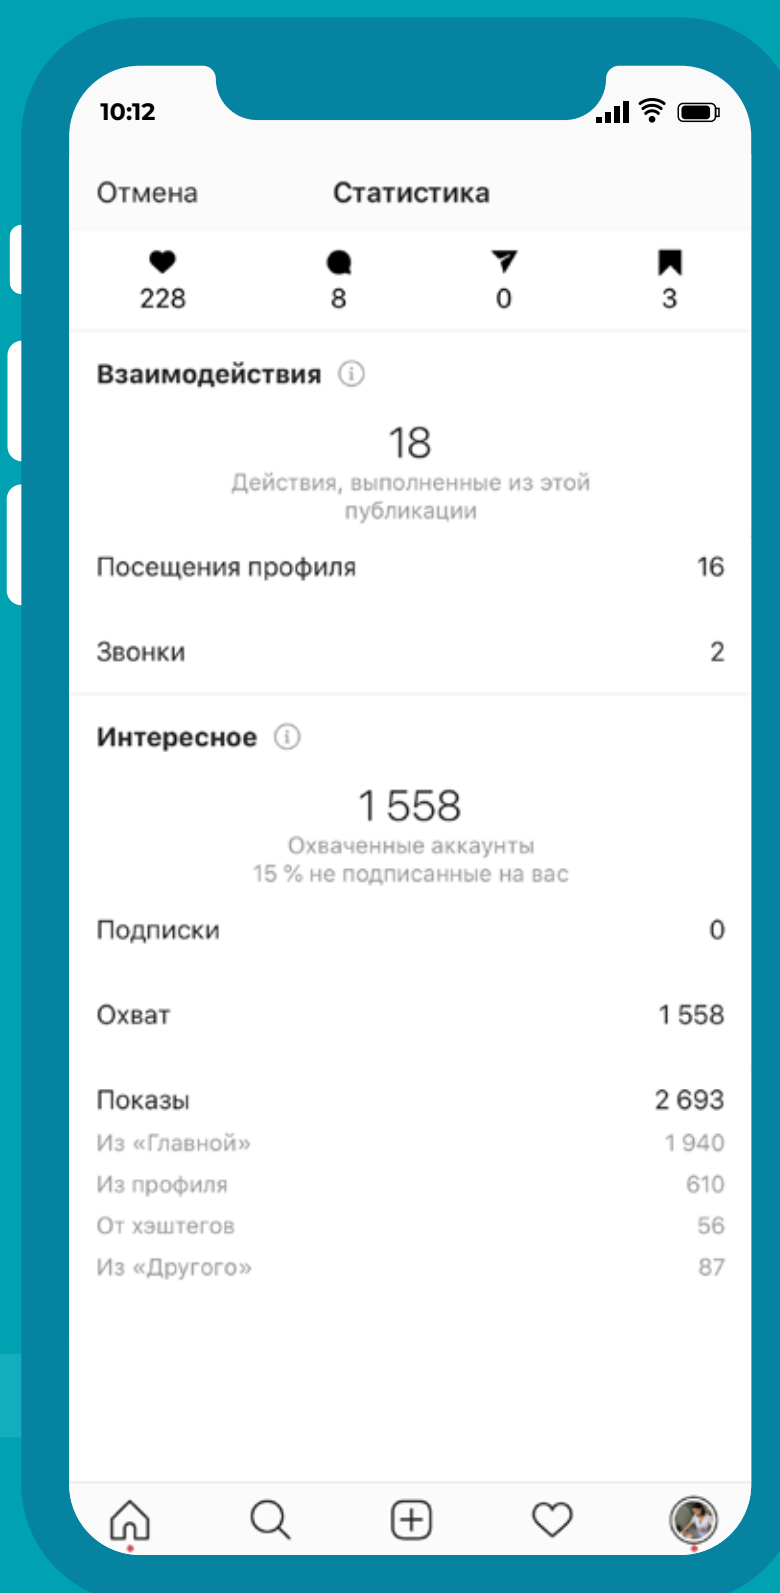 10:12
Отмена Статистика
228 8 0 3
Взаимодействия
18
Действия, выполненные из этой
публикации
Посещения профиля 16
Звонки 2
Интересное
1 558
Охваченные аккаунты
15 % не подписанные на вас
Подписки 0
Охват 1 558
Показы 2 693
Из «Главной» 1 940
Из профиля 610
От хэштегов 56
Из «Другого» 87